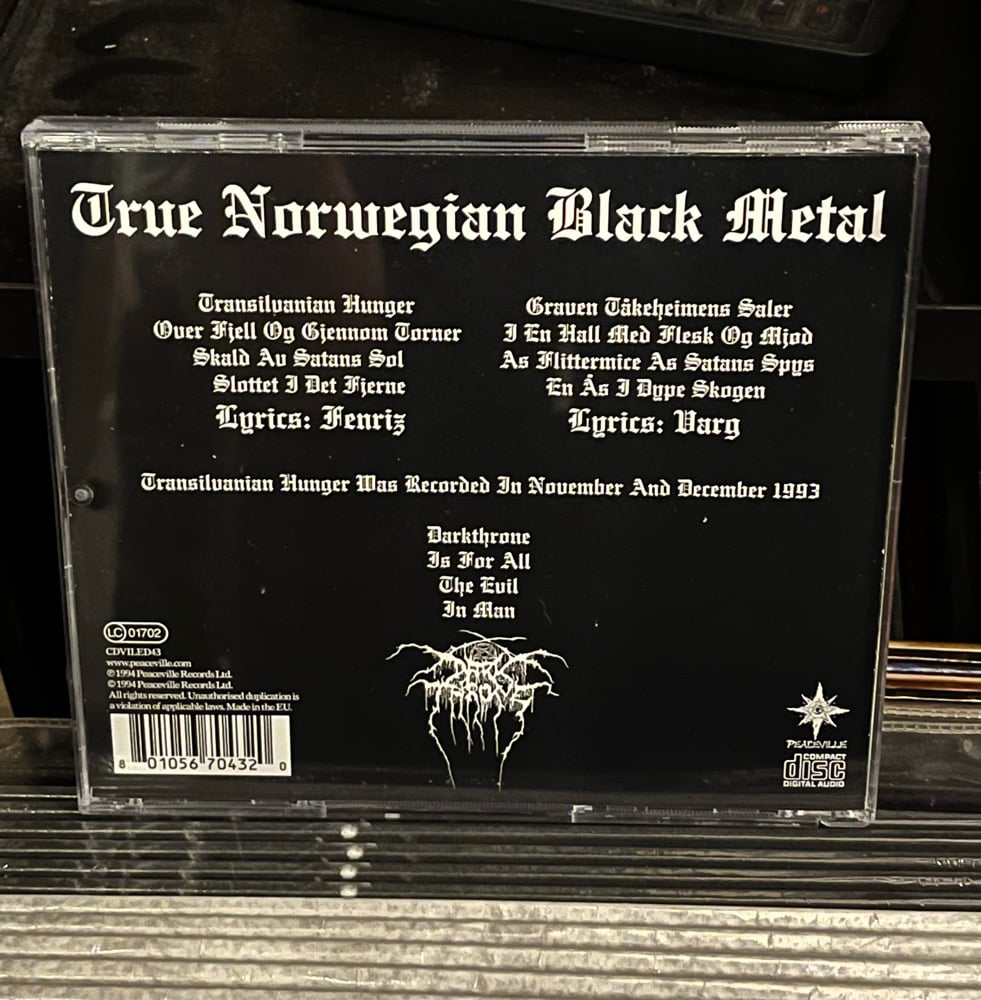 True Norwegian Black Metal
Transilvanian Hunger
Over Fjell Og Gjennom Torner
Skald Av Satans Sol
Slottet I Det Fjerne
Lyrics: Fenriz
Graven Tåkeheimens Saler
I En Hall Med Flesk Og Mjød
As Flittermice As Satans Spys
En Ås I Dype Skogen
Lyrics: Varg
Transilvanian Hunger Was Recorded In November And December 1993
Darkthrone
Is For All
The Evil
In Man
DARK
THRONE
LC 01702
CDVILED43
www.peaceville.com
℗ 1994 Peaceville Records Ltd.
© 1994 Peaceville Records Ltd.
All rights reserved. Unauthorised duplication is
a violation of applicable laws. Made in the EU.
8 01056 70432 0
PEACEVILLE
COMPACT
disc
DIGITAL AUDIO